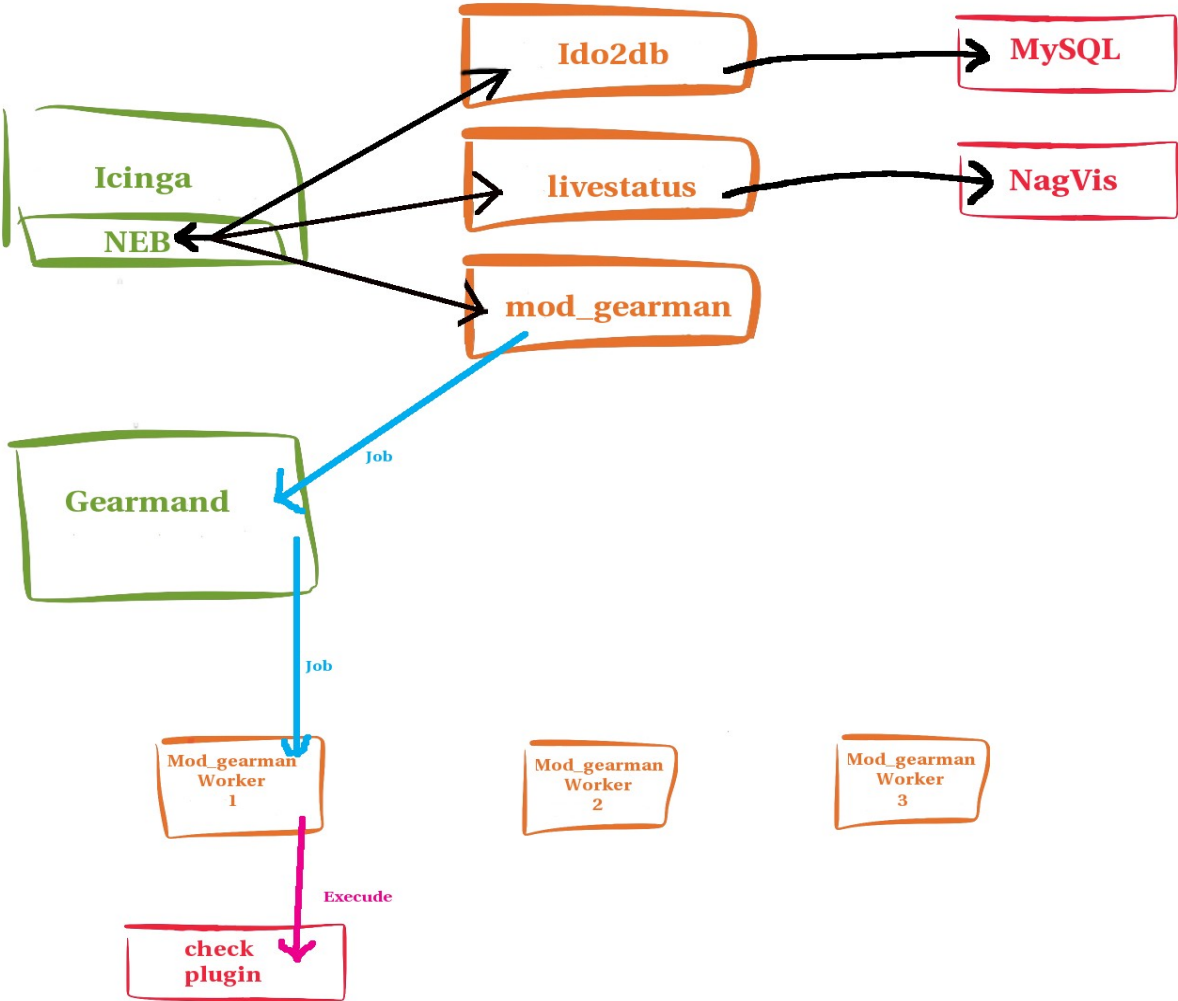 Ido2db
MySQL
Icinga
livestatus
NagVis
NEB
mod_gearman
Job
Gearmand
Job
Mod_gearman
Worker
1
Mod_gearman
Worker
2
Mod_gearman
Worker
3
Execude
check
plugin